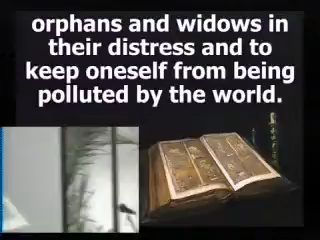 orphans and widows in
their distress and to
keep oneself from being
polluted by the world.